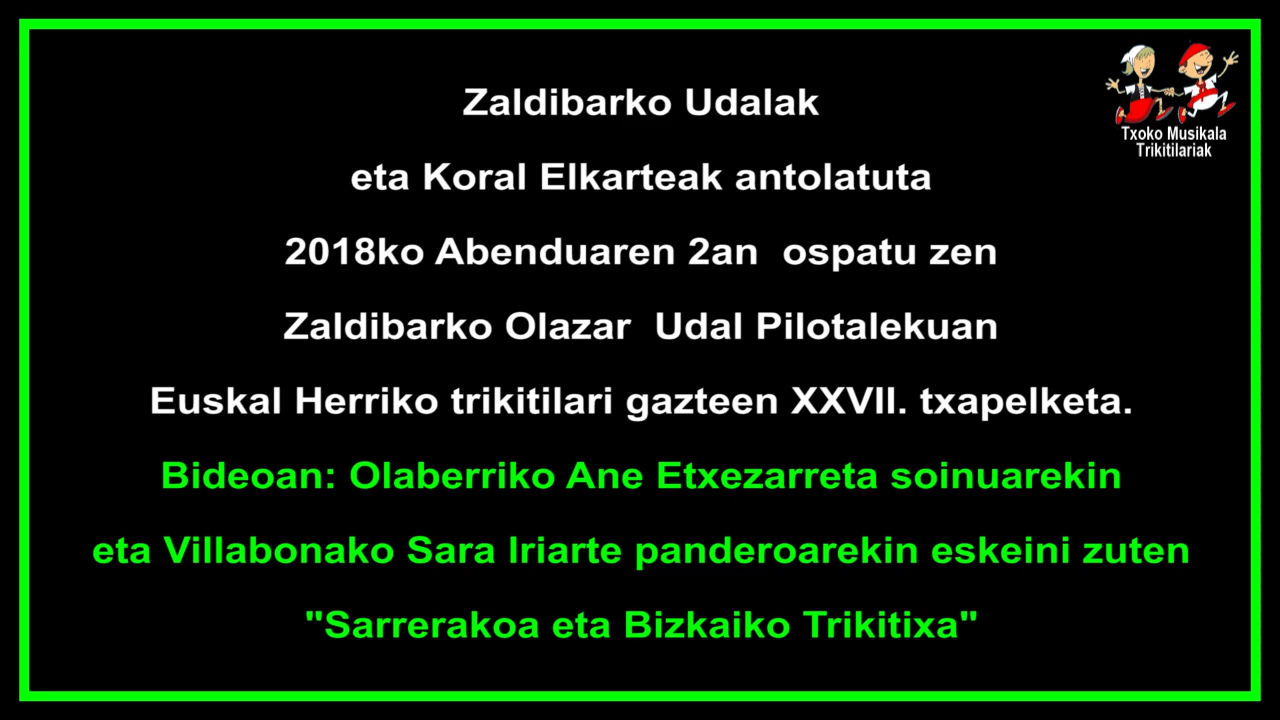 Zaldibarko Udalak
eta Koral Elkarteak antolatuta
2018ko Abenduaren 2an  ospatu zen
Zaldibarko Olazar  Udal Pilotalekuan
Euskal Herriko trikitilari gazteen XXVII. txapelketa.
Bideoan: Olaberriko Ane Etxezarreta soinuarekin
eta Villabonako Sara Iriarte panderoarekin eskeini zuten
"Sarrerakoa eta Bizkaiko Trikitixa"
Txoko Musikala
Trikitilariak